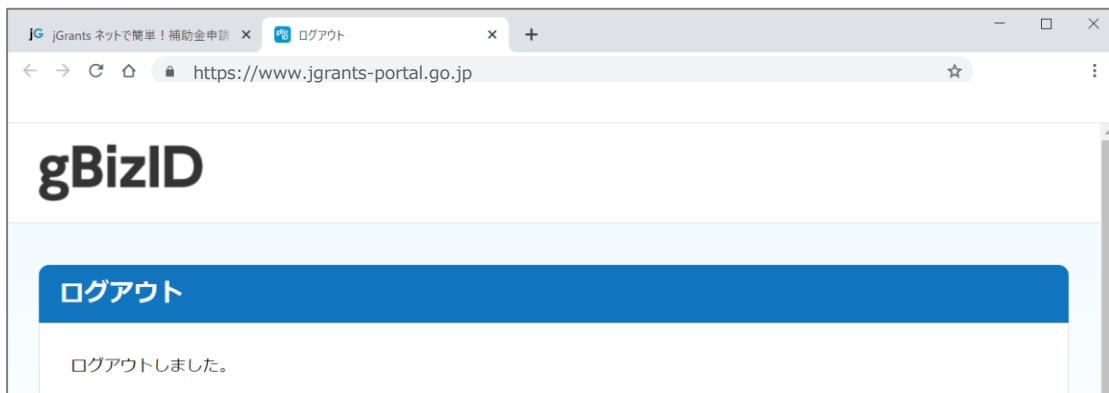 jG jGrants ネットで簡単！補助金申請
gBiz ID ログアウト
https://www.jgrants-portal.go.jp
gBizID
ログアウト
ログアウトしました。